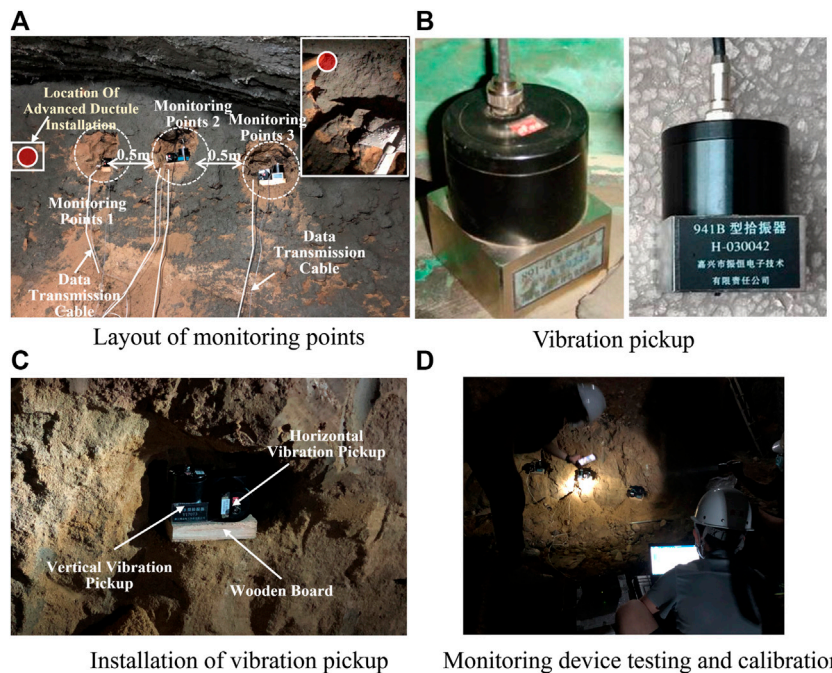 A
Location Of
Advanced Ductule
Installation
Monitoring
Points 2
Monitoring
Points 3
0.5m
0.5m
Monitoring
Points 1
Data
Transmission
Cable
Data
Transmission
Cable
Layout of monitoring points
B
941B 型拾振器
H-030042
嘉兴市振恒电子技术
有限责任公司
Vibration pickup
C
Horizontal
Vibration Pickup
Vertical Vibration
Pickup
Wooden Board
Installation of vibration pickup
D
Monitoring device testing and calibration